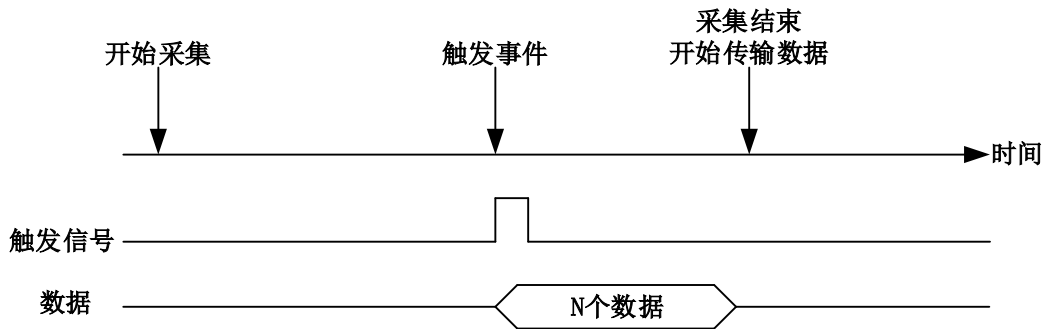 采集结束
开始采集
触发事件
开始传输数据
时间
触发信号
数据
N个数据